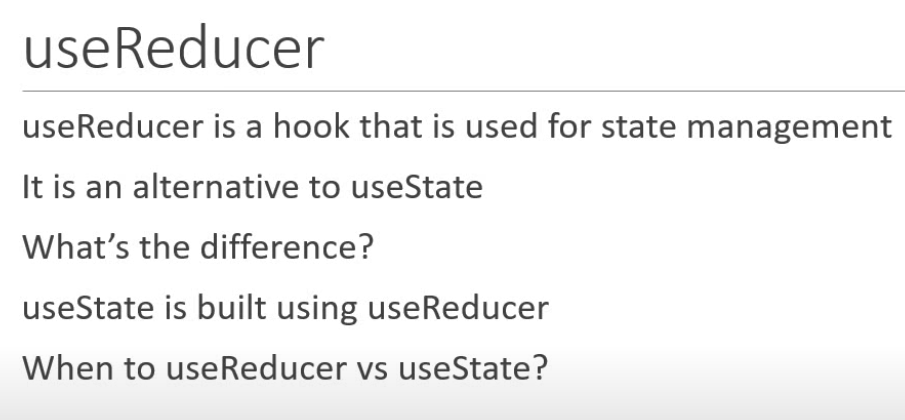 useReducer
useReducer is a hook that is used for state management
It is an alternative to useState
What’s the difference?
useState is built using useReducer
When to useReducer vs useState?